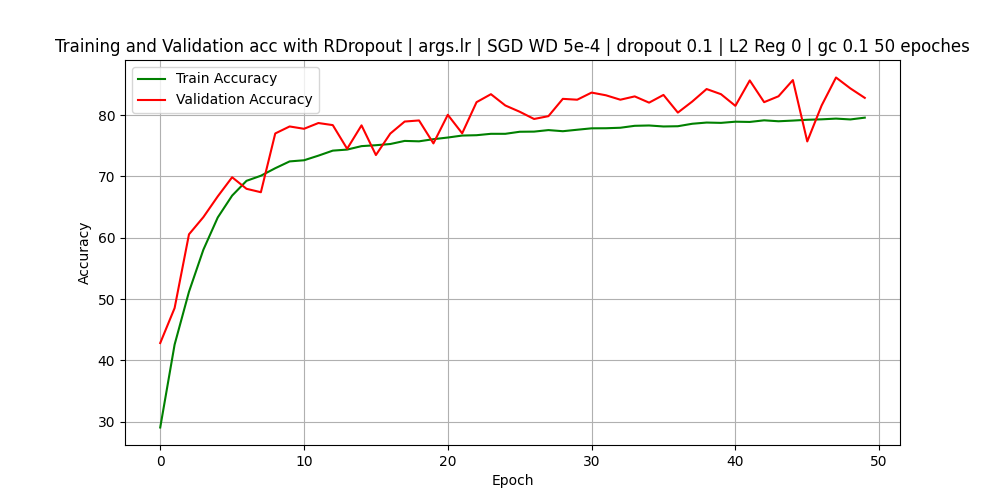 Training and Validation acc with RDropout | args.lr | SGD WD 5e-4 | dropout 0.1 | L2 Reg 0 | gc 0.1 50 epoches
Train Accuracy
Validation Accuracy
80
70
60
50
40
30
Accuracy
0 10 20 30 40 50
Epoch